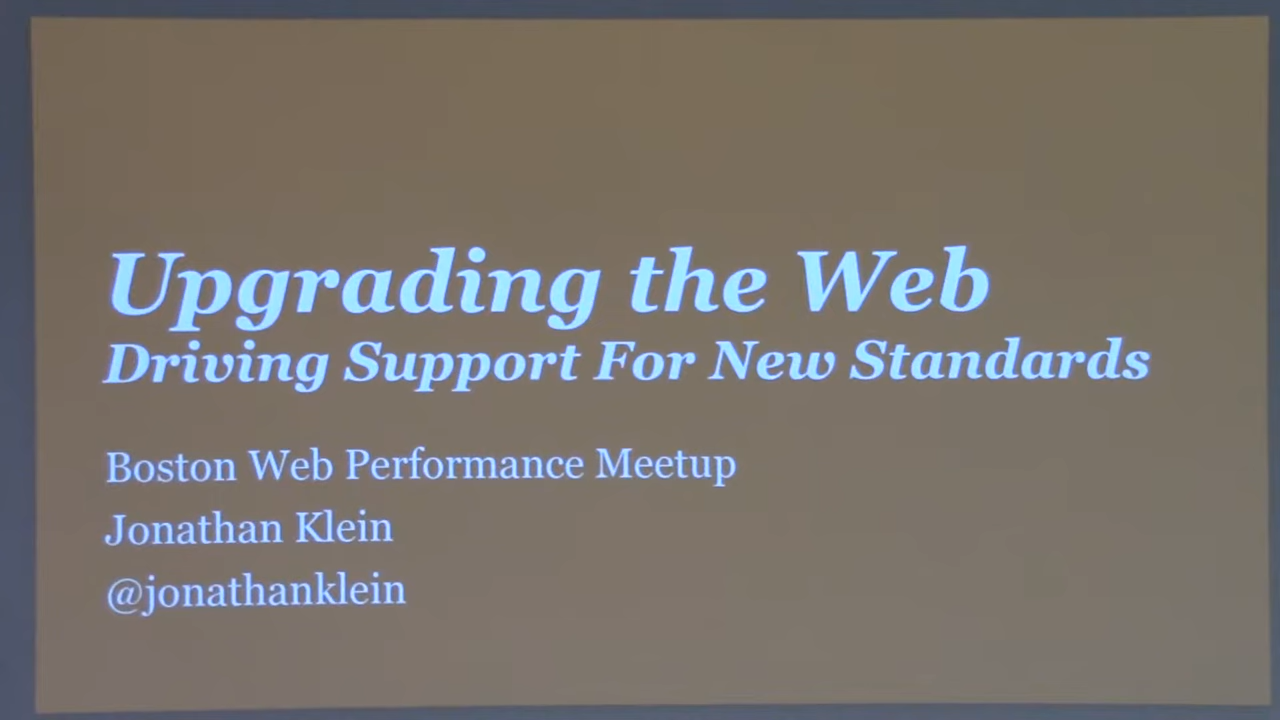 Upgrading the Web
Driving Support For New Standards
Boston Web Performance Meetup
Jonathan Klein
@jonathanklein